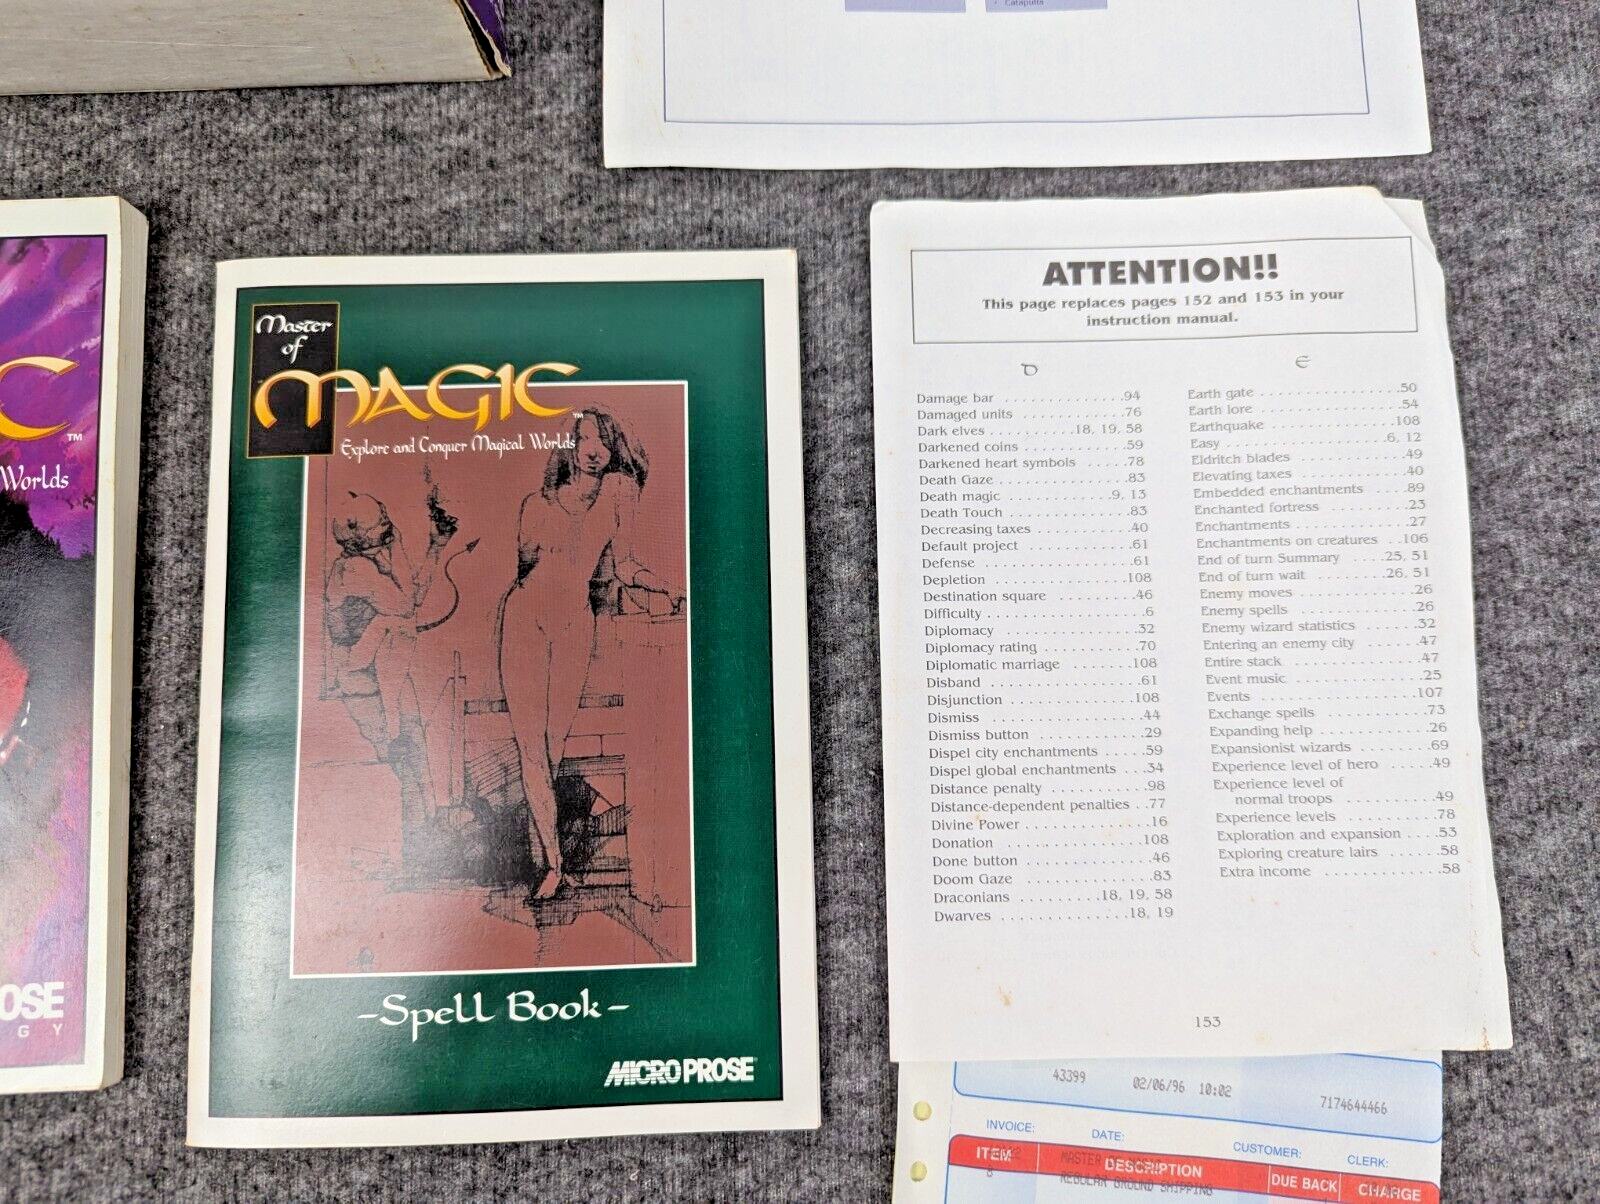 • Catapulta
C™
Worlds
OSE
G Y
Master
of
MAGIC™
Explore and Conquer Magical Worlds
-Spell Book-
MICROPROSE
ATTENTION!!
This page replaces pages 152 and 153 in your
instruction manual.
D
Damage bar . . . . . . . . . . . . .94
Damaged units . . . . . . . . . . . .76
Dark elves . . . . . . . . . .18, 19, 58
Darkened coins . . . . . . . . . . . .59
Darkened heart symbols . . . . .78
Death Gaze . . . . . . . . . . . . . . .83
Death magic . . . . . . . . . . .9, 13
Death Touch . . . . . . . . . . . . .83
Decreasing taxes . . . . . . . . . . .40
Default project . . . . . . . . . . . .61
Defense . . . . . . . . . . . . . . . . .61
Depletion . . . . . . . . . . . . . . .108
Destination square . . . . . . . . .46
Difficulty . . . . . . . . . . . . . . . . .6
Diplomacy . . . . . . . . . . . . . . .32
Diplomacy rating . . . . . . . . . . .70
Diplomatic marriage . . . . . . .108
Disband . . . . . . . . . . . . . . . . .61
Disjunction . . . . . . . . . . . . . .108
Dismiss . . . . . . . . . . . . . . . . .44
Dismiss button . . . . . . . . . . . .29
Dispel city enchantments . . . . .59
Dispel global enchantments . . .34
Distance penalty . . . . . . . . . . .98
Distance-dependent penalties . .77
Divine Power . . . . . . . . . . . . . .16
Donation . . . . . . . . . . . . . . .108
Done button . . . . . . . . . . . . . .46
Doom Gaze . . . . . . . . . . . . . .83
Draconians . . . . . . . . .18, 19, 58
Dwarves . . . . . . . . . . . . . .18, 19
E
Earth gate . . . . . . . . . . . . . . .50
Earth lore . . . . . . . . . . . . . . . .54
Earthquake . . . . . . . . . . . . . .108
Easy . . . . . . . . . . . . . . . . . .6, 12
Eldritch blades . . . . . . . . . . . .49
Elevating taxes . . . . . . . . . . . .40
Embedded enchantments . . . .89
Enchanted fortress . . . . . . . . .23
Enchantments . . . . . . . . . . . . .27
Enchantments on creatures . .106
End of turn Summary . . . . .25, 51
End of turn wait . . . . . . . .26, 51
Enemy moves . . . . . . . . . . . . .26
Enemy spells . . . . . . . . . . . . .26
Enemy wizard statistics . . . . . .32
Entering an enemy city . . . . . .47
Entire stack . . . . . . . . . . . . . .47
Event music . . . . . . . . . . . . . .25
Events . . . . . . . . . . . . . . . . .107
Exchange spells . . . . . . . . . . .73
Expanding help . . . . . . . . . . . .26
Expansionist wizards . . . . . . . .69
Experience level of hero . . . . .49
Experience level of
normal troops . . . . . . . . . .49
Experience levels . . . . . . . . . .78
Exploration and expansion . . . .53
Exploring creature lairs . . . . . .58
Extra income . . . . . . . . . . . . .58
153
43399 02/06/96 10:02 7174644466
INVOICE: DATE: CUSTOMER: CLERK:
ITEM DESCRIPTION DUE BACK CHARGE
MASTER
REGULAR GROUND SHIPPING